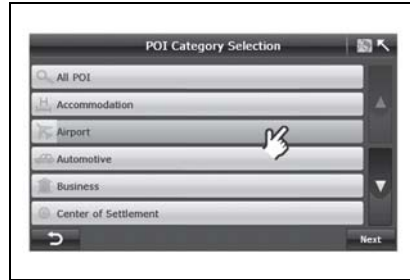 POI Category Selection
All POI
Accommodation
Airport
Automotive
Business
Center of Settlement
Next